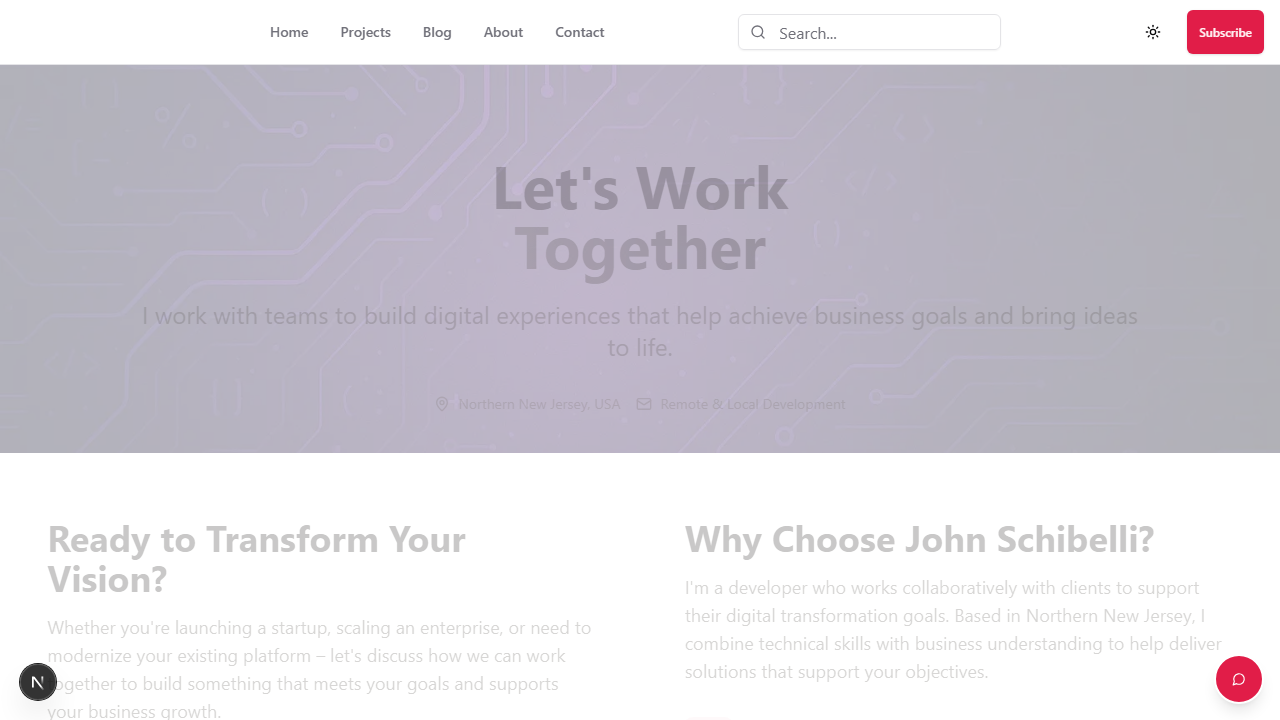 Home Projects Blog About Contact Search... Subscribe
Let's Work
Together
I work with teams to build digital experiences that help achieve business goals and bring ideas
to life.
Northern New Jersey, USA Remote & Local Development
Ready to Transform Your
Vision?
Whether you're launching a startup, scaling an enterprise, or need to
modernize your existing platform – let's discuss how we can work
together to build something that meets your goals and supports
your business growth.
Why Choose John Schibelli?
I'm a developer who works collaboratively with clients to support
their digital transformation goals. Based in Northern New Jersey, I
combine technical skills with business understanding to help deliver
solutions that support your objectives.
N